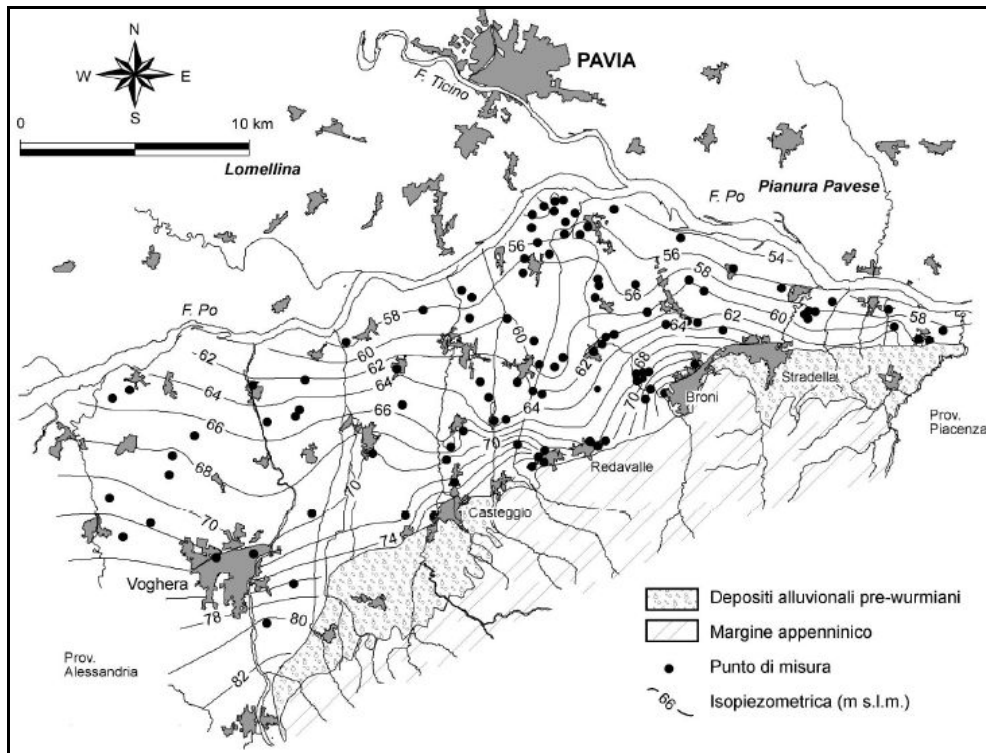 N
W
E
S
0
10 km
PAVIA
F. Ticino
Lomellina
Pianura Pavese
F. Po
56
54
56
58
56
58
F. Po
60
62
58
60
62
60
62
64
64
62
68
66
66
64
Stradella
70
Broni
68
70
Prov.
Piacenza
Redavalle
70
70
Casteggio
74
Voghera
78
80
Prov.
Alessandria
82
Depositi alluvionali pre-wurmiani
Margine appenninico
Punto di misura
66
Isopiezometrica (m s.l.m.)